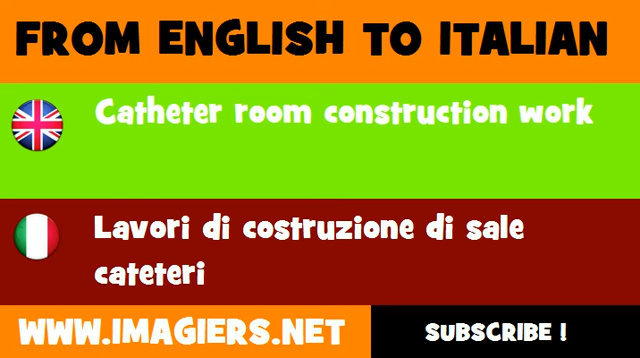 FROM ENGLISH TO ITALIAN
Catheter room construction work
Lavori di costruzione di sale
cateteri
WWW.IMAGIERS.NET
SUBSCRIBE !